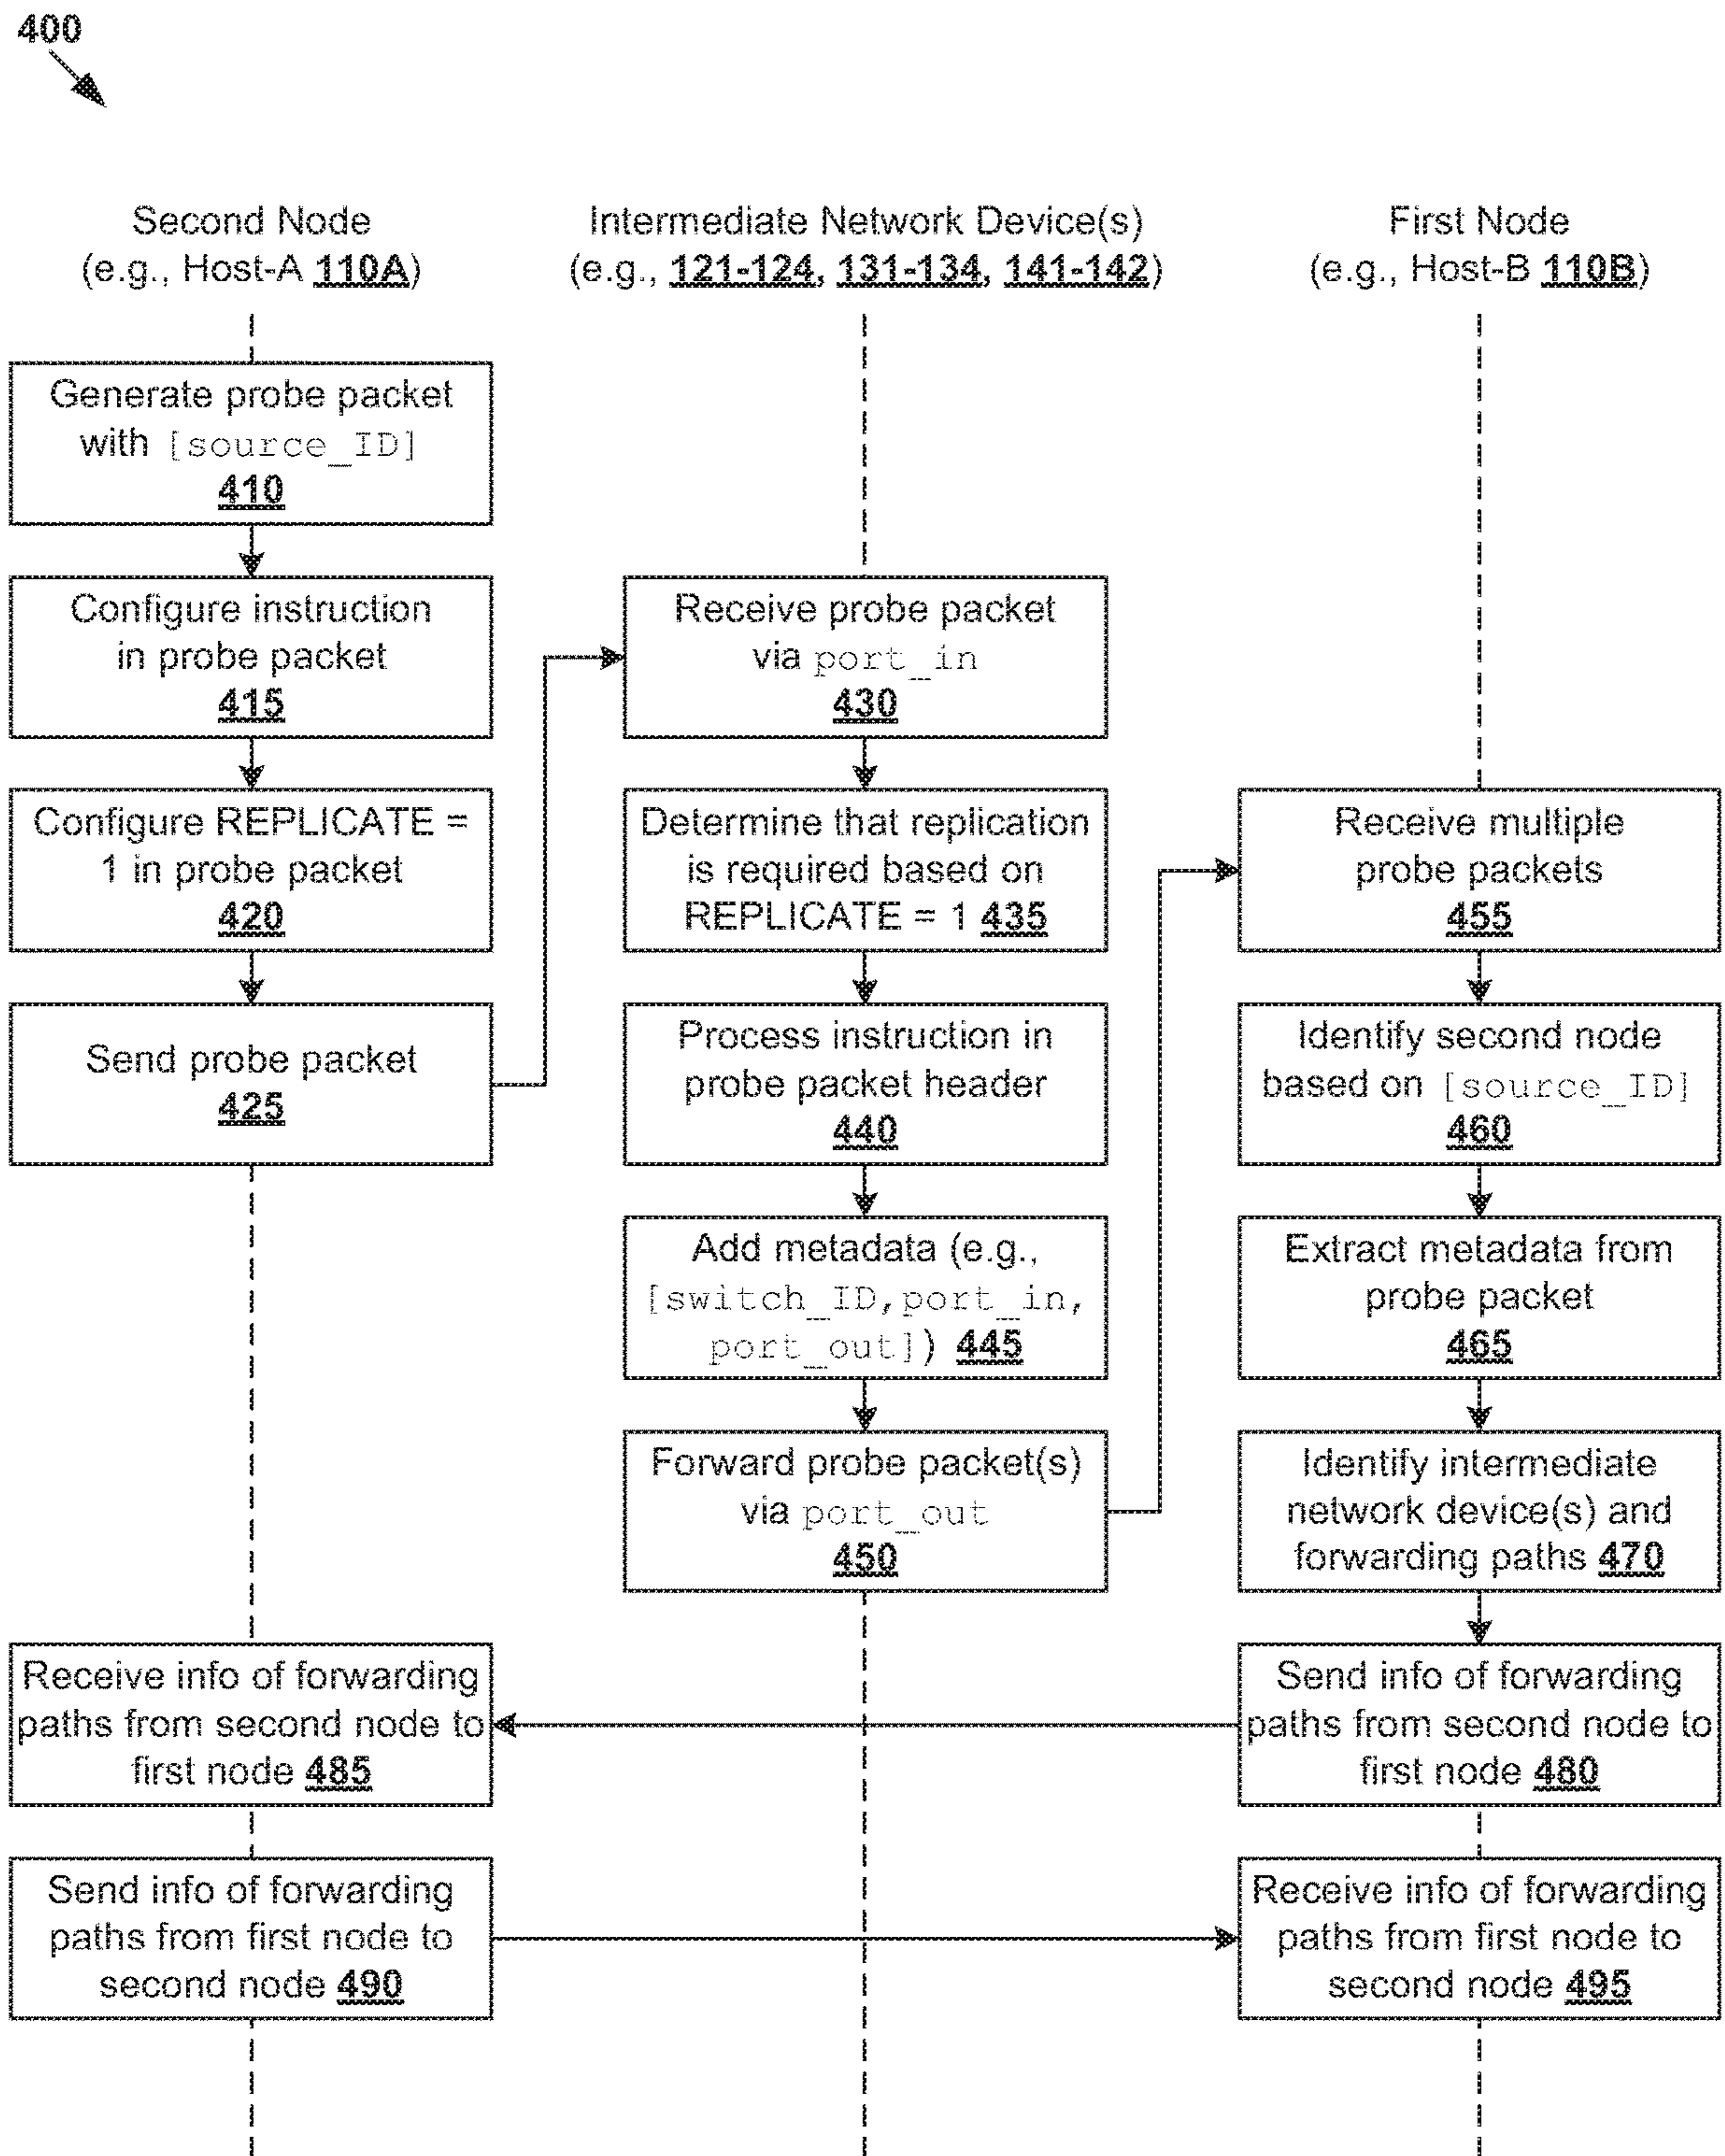 400
Second Node
(e.g., Host-A 110A)
Intermediate Network Device(s)
(e.g., 121-124, 131-134, 141-142)
First Node
(e.g., Host-B 110B)
Generate probe packet
with [source_ID]
410
Configure instruction
in probe packet
415
Configure REPLICATE =
1 in probe packet
420
Send probe packet
425
Receive probe packet
via port_in
430
Determine that replication
is required based on
REPLICATE = 1 435
Process instruction in
probe packet header
440
Add metadata (e.g.,
[switch_ID,port_in,
port_out]) 445
Forward probe packet(s)
via port_out
450
Receive multiple
probe packets
455
Identify second node
based on [source_ID]
460
Extract metadata from
probe packet
465
Identify intermediate
network device(s) and
forwarding paths 470
Send info of forwarding
paths from second node to
first node 480
Receive info of forwarding
paths from second node to
first node 485
Send info of forwarding
paths from first node to
second node 490
Receive info of forwarding
paths from first node to
second node 495